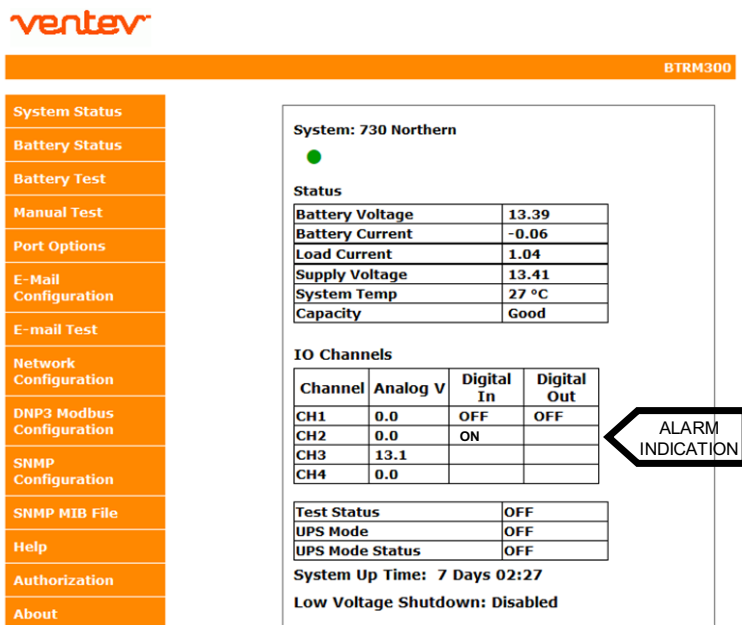 ventev
BTRM300
System Status
Battery Status
Battery Test
Manual Test
Port Options
E-Mail
Configuration
E-mail Test
Network
Configuration
DNP3 Modbus
Configuration
SNMP
Configuration
SNMP MIB File
Help
Authorization
About
System: 730 Northern
Status
Battery Voltage 13.39
Battery Current -0.06
Load Current 1.04
Supply Voltage 13.41
System Temp 27 °C
Capacity Good
IO Channels
Channel Analog V Digital In Digital Out
CH1 0.0 OFF OFF
CH2 0.0 ON
CH3 13.1
CH4 0.0
ALARM
INDICATION
Test Status OFF
UPS Mode OFF
UPS Mode Status OFF
System Up Time: 7 Days 02:27
Low Voltage Shutdown: Disabled